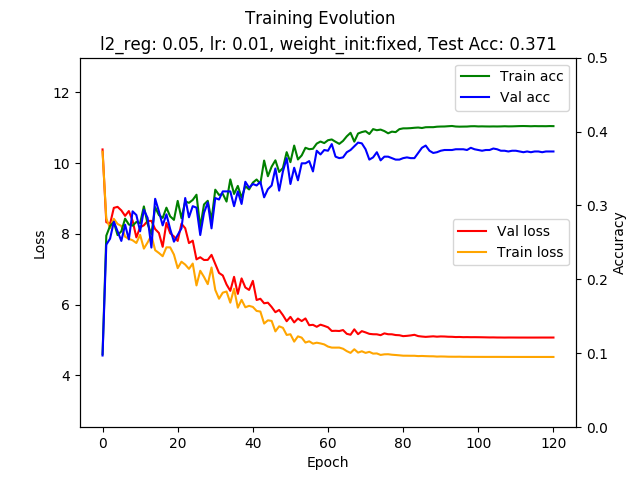 Training Evolution
l2_reg: 0.05, lr: 0.01, weight_init:fixed, Test Acc: 0.371
Train acc
Val acc
Val loss
Train loss
Loss
12
10
8
6
4
Accuracy
0.5
0.4
0.3
0.2
0.1
0.0
0 20 40 60 80 100 120
Epoch